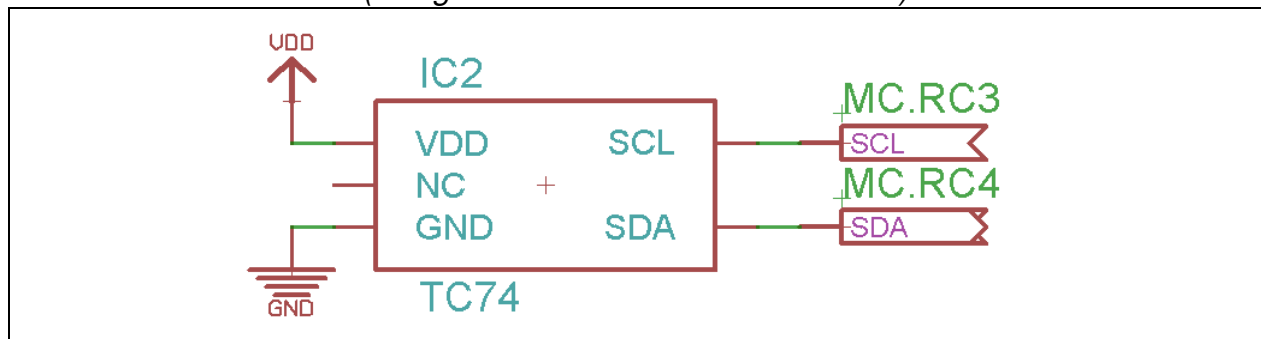 VDD
IC2
MC.RC3
VDD SCL SCL
MC.RC4
NC
GND SDA SDA
GND
TC74